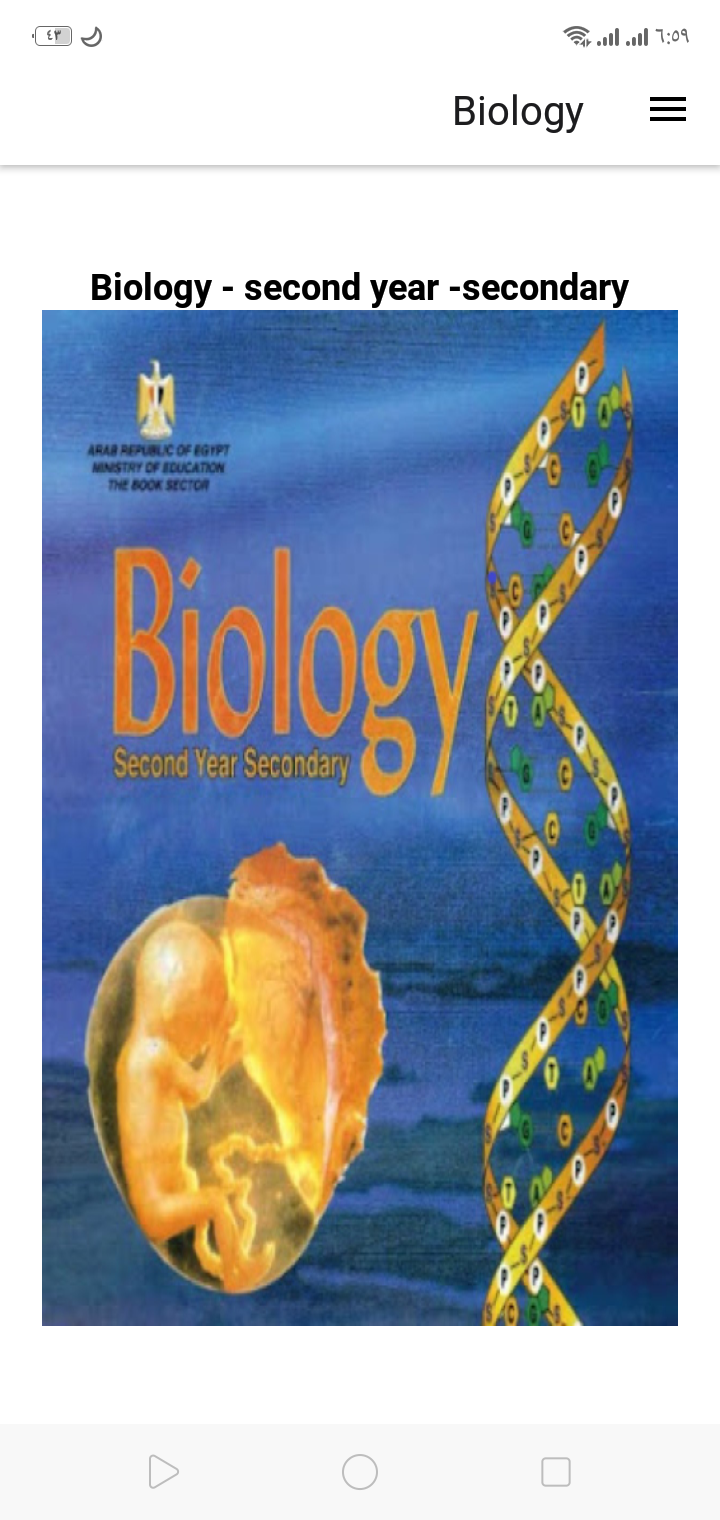 ٤٣ ٦:٥٩
Biology
Biology - second year -secondary
ARAB REPUBLIC OF EGYPT
MINISTRY OF EDUCATION
THE BOOK SECTOR
Biology
Second Year Secondary